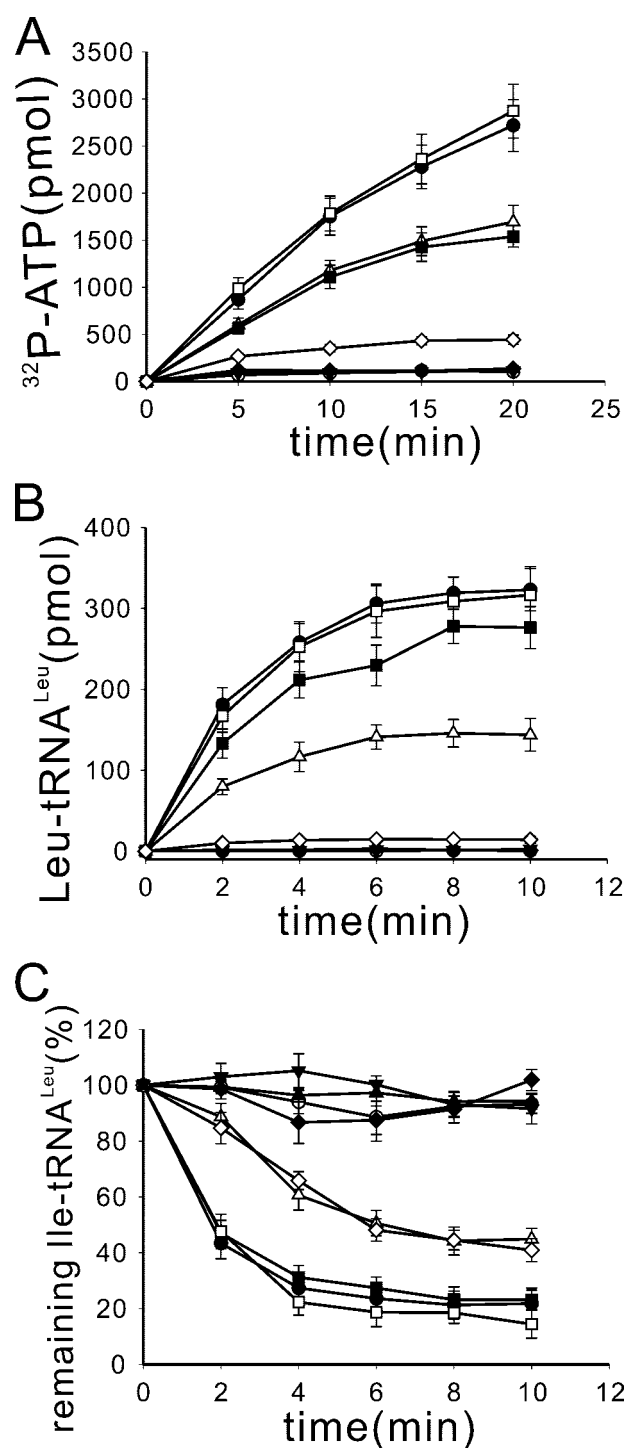 A
3500
3000
2500
2000
1500
1000
500
0
32P-ATP(pmol)
0 5 10 15 20 25
time(min)
B
400
300
200
100
0
Leu-tRNA^Leu(pmol)
0 2 4 6 8 10 12
time(min)
C
120
100
80
60
40
20
0
remaining Ile-tRNA^Leu(%)
0 2 4 6 8 10 12
time(min)